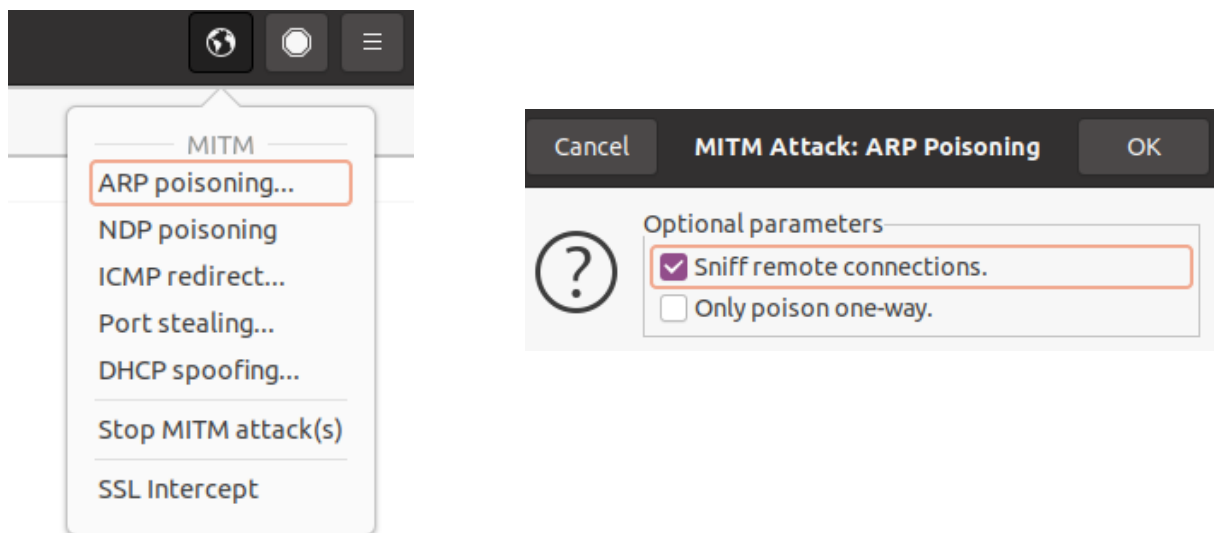 MITM
ARP poisoning...
NDP poisoning
ICMP redirect...
Port stealing...
DHCP spoofing...
Stop MITM attack(s)
SSL Intercept
Cancel
MITM Attack: ARP Poisoning
OK
Optional parameters
Sniff remote connections.
Only poison one-way.